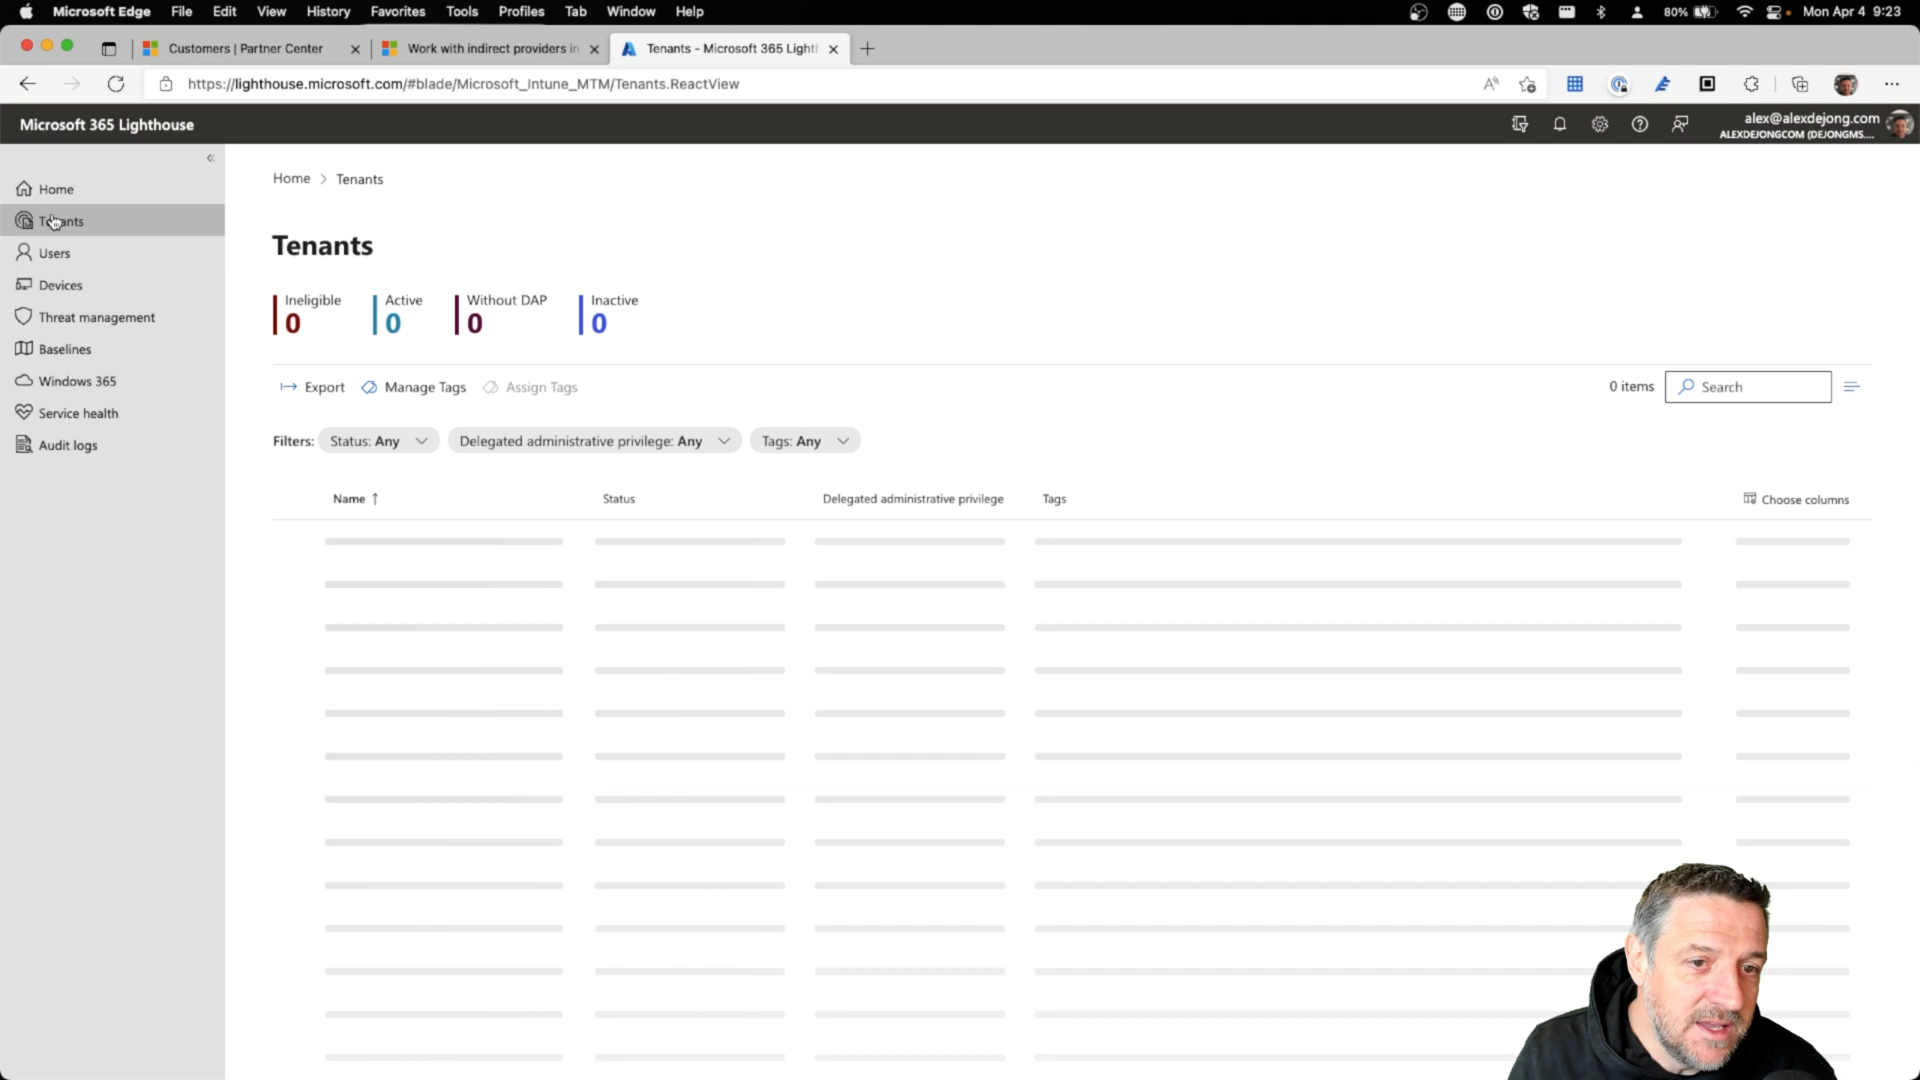 Microsoft Edge File Edit View History Favorites Tools Profiles Tab Window Help 80% Mon Apr 4 9:23
Customers | Partner Center Work with indirect providers in Tenants - Microsoft 365 Light
https://lighthouse.microsoft.com/#blade/Microsoft_Intune_MTM/Tenants.ReactView
Microsoft 365 Lighthouse
alex@alexdejong.com
ALEXDEJONGCOM (DEJONGMS....
Home
Tenants
Users
Devices
Threat management
Baselines
Windows 365
Service health
Audit logs
Home > Tenants
Tenants
Ineligible Active Without DAP Inactive
0 0 0 0
Export Manage Tags Assign Tags 0 items Search
Filters: Status: Any Delegated administrative privilege: Any Tags: Any
Name ↑ Status Delegated administrative privilege Tags Choose columns